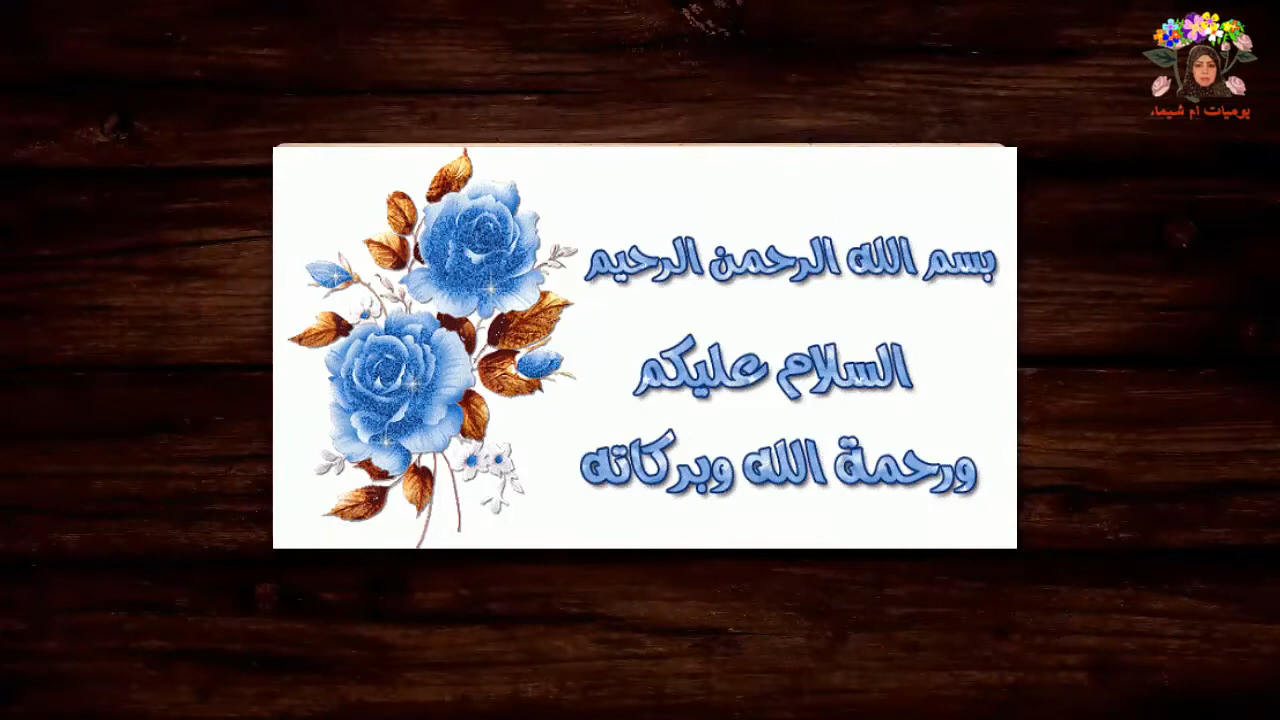 يوميات ام شيماء
بسم الله الرحمن الرحيم
السلام عليكم
ورحمة الله وبركاته